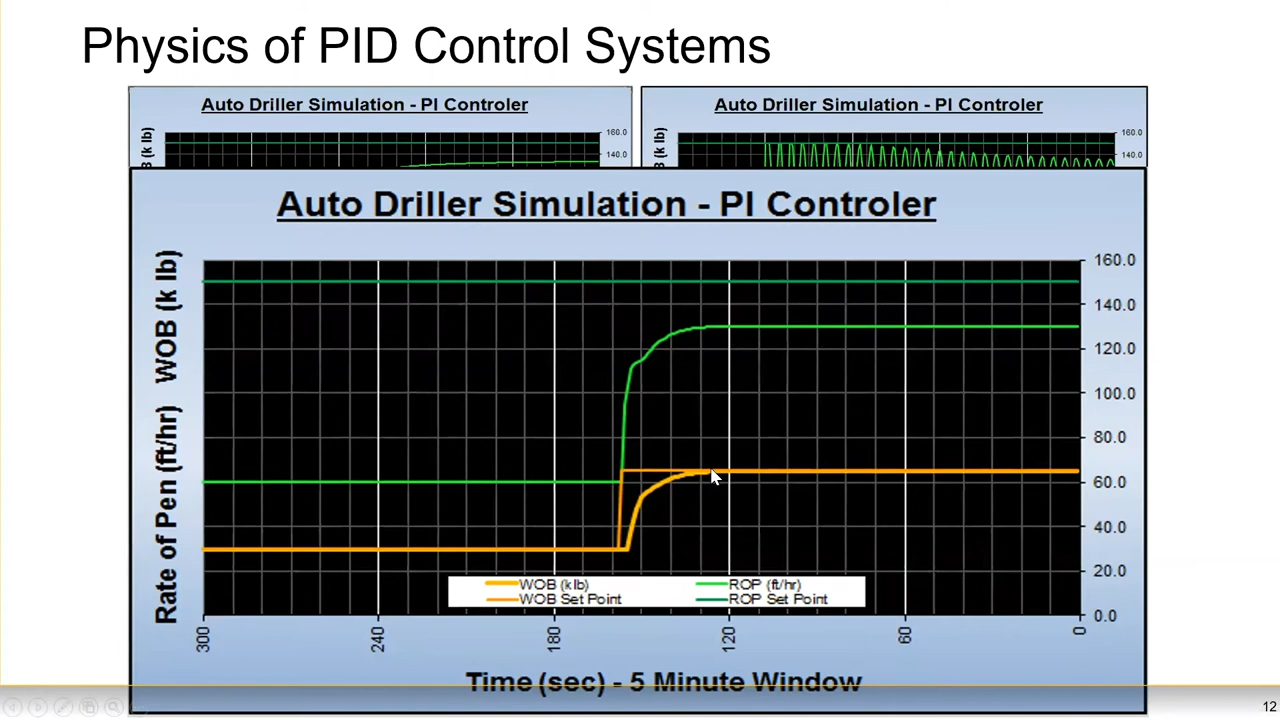 Physics of PID Control Systems
Auto Driller Simulation - PI Controler
Auto Driller Simulation - PI Controler
160.0
140.0
(k lb)
160.0
140.0
(k lb)
Auto Driller Simulation - PI Controler
Rate of Pen (ft/hr) WOB (k lb)
160.0
140.0
120.0
100.0
80.0
60.0
40.0
20.0
0.0
WOB (klb) ROP (ft/hr)
WOB Set Point ROP Set Point
300 240 180 120 60 0
Time (sec) - 5 Minute Window
12